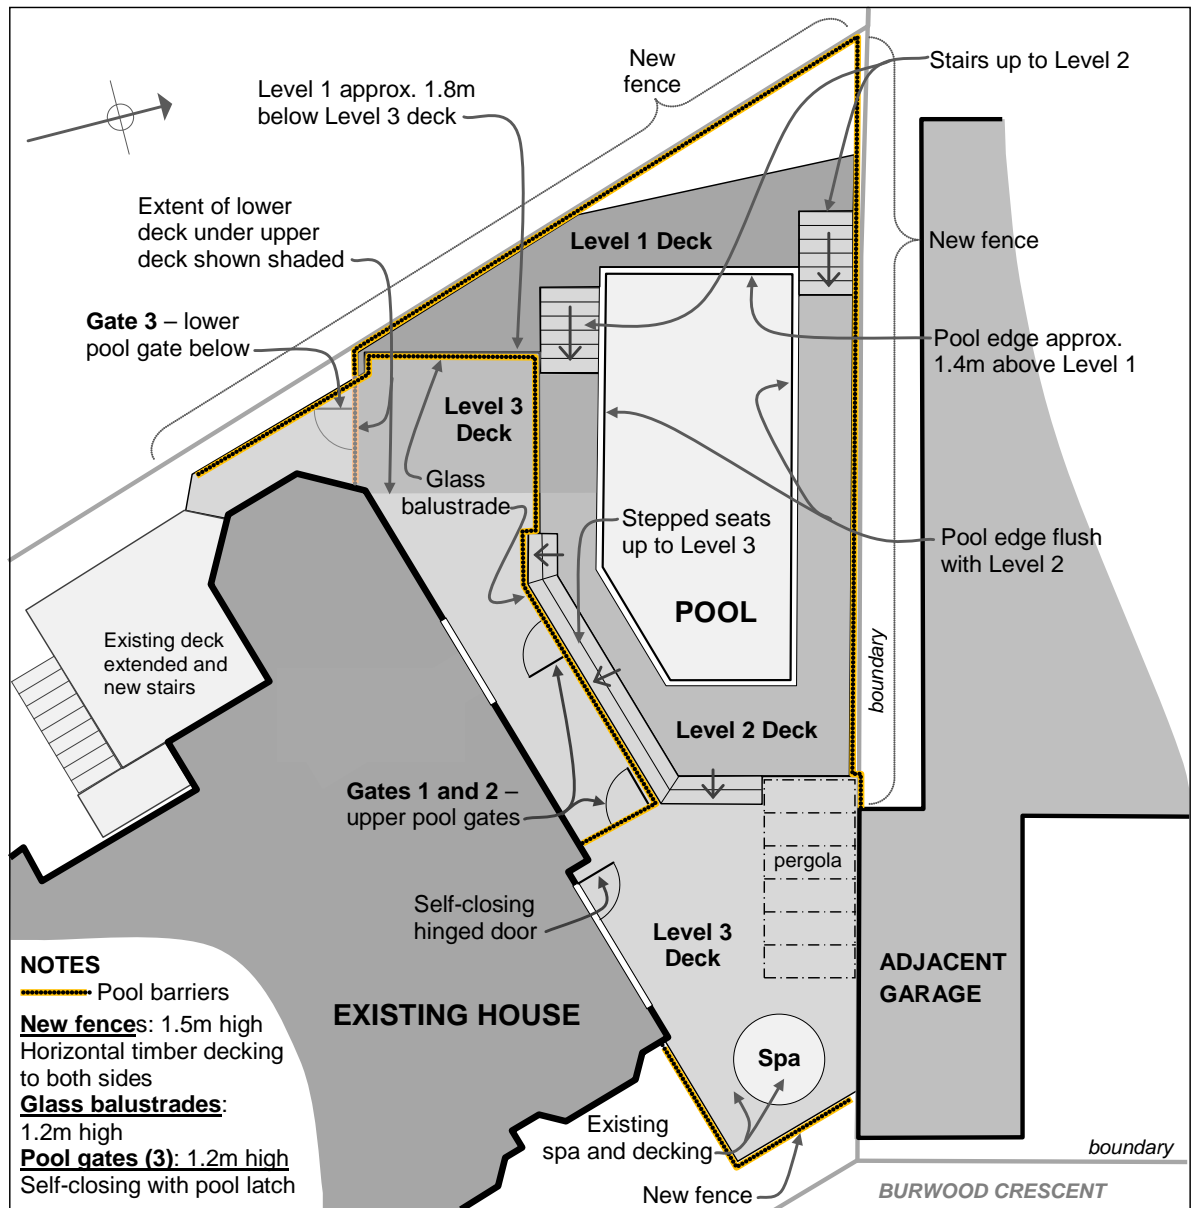 New
fence
Stairs up to Level 2
Level 1 approx. 1.8m
below Level 3 deck
Extent of lower
deck under upper
deck shown shaded
Level 1 Deck
New fence
Gate 3 – lower
pool gate below
Pool edge approx.
1.4m above Level 1
Level 3
Deck
Glass
balustrade
Stepped seats
up to Level 3
Pool edge flush
with Level 2
POOL
Existing deck
extended and
new stairs
boundary
Level 2 Deck
Gates 1 and 2 –
upper pool gates
pergola
Self-closing
hinged door
Level 3
Deck
ADJACENT
GARAGE
NOTES
Pool barriers
New fences: 1.5m high
Horizontal timber decking
to both sides
Glass balustrades:
1.2m high
Pool gates (3): 1.2m high
Self-closing with pool latch
EXISTING HOUSE
Spa
Existing
spa and decking
New fence
boundary
BURWOOD CRESCENT